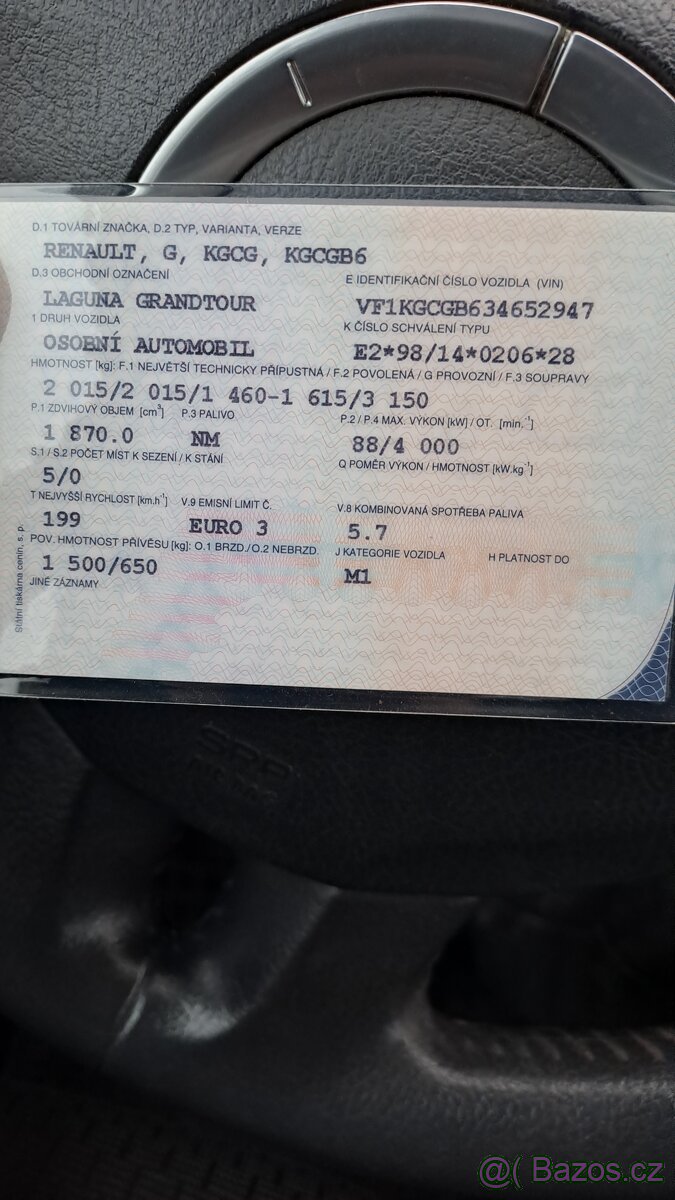 D.1 TOVÁRNÍ ZNAČKA, D.2 TYP, VARIANTA, VERZE
RENAULT, G, KGCG, KGCGB6
D.3 OBCHODNÍ OZNAČENÍ E IDENTIFIKAČNÍ ČÍSLO VOZIDLA (VIN)
LAGUNA GRANDTOUR VF1KGCGB634652947
1 DRUH VOZIDLA K ČÍSLO SCHVÁLENÍ TYPU
OSOBNÍ AUTOMOBIL E2*98/14*0206*28
HMOTNOST [kg]: F.1 NEJVĚTŠÍ TECHNICKY PŘÍPUSTNÁ / F.2 POVOLENÁ / G PROVOZNÍ / F.3 SOUPRAVY
2 015/2 015/1 460-1 615/3 150
P.1 ZDVIHOVÝ OBJEM [cm³] P.3 PALIVO P.2 / P.4 MAX. VÝKON [kW] / OT. [min.⁻¹]
1 870.0 NM 88/4 000
S.1 / S.2 POČET MÍST K SEZENÍ / K STÁNÍ Q POMĚR VÝKON / HMOTNOST [kW.kg⁻¹]
5/0
T NEJVYŠŠÍ RYCHLOST [km.h⁻¹] V.9 EMISNÍ LIMIT Č. V.8 KOMBINOVANÁ SPOTŘEBA PALIVA
199 EURO 3 5.7
POV. HMOTNOST PŘÍVĚSU [kg]: O.1 BRZD./O.2 NEBRZD. J KATEGORIE VOZIDLA H PLATNOST DO
1 500/650 M1
JINÉ ZÁZNAMY
Státní tiskárna cenin, s. p.
SRP
@( Bazos.cz